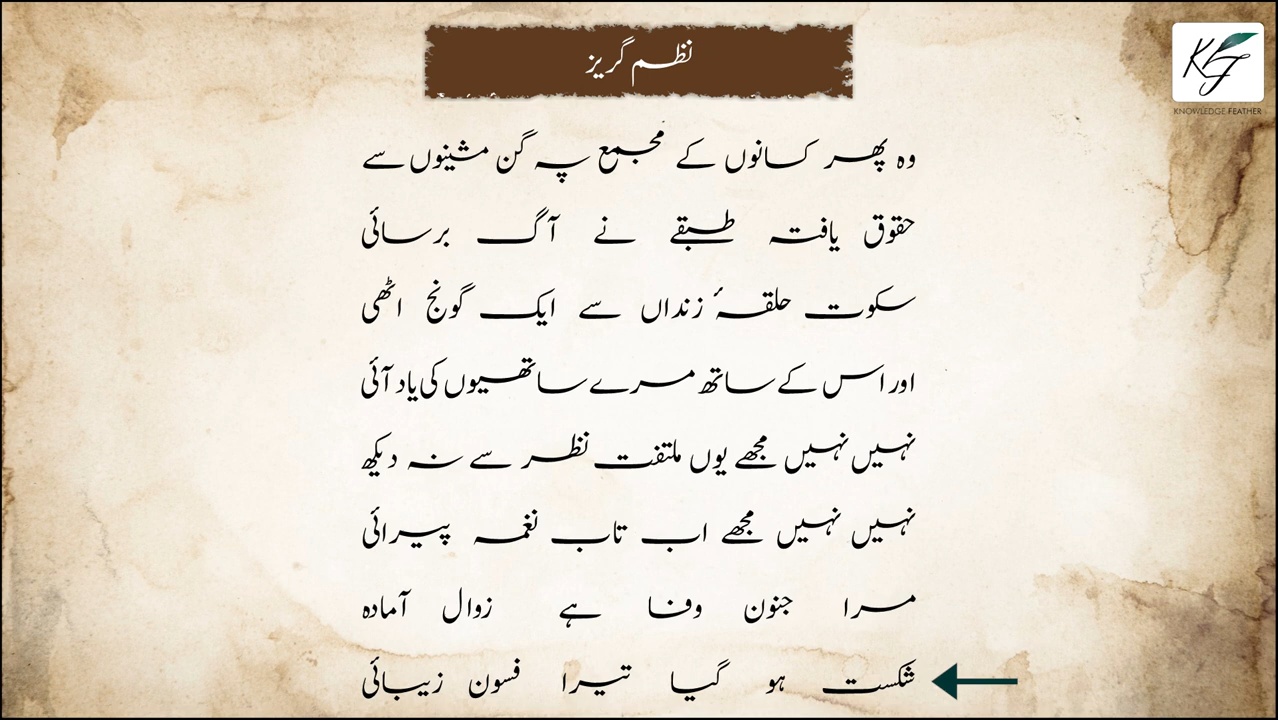 نظم گریز
KF
KNOWLEDGE FEATHER
وہ پھر کسانوں کے مجمع پہ گن مشینوں سے
حقوق یافتہ طبقے نے آگ برسائی
سکوت حلقۂ زنداں سے ایک گونج اٹھی
اور اس کے ساتھ مرے ساتھیوں کی یاد آئی
نہیں نہیں مجھے یوں ملتفت نظر سے نہ دیکھ
نہیں نہیں مجھے اب تاب نغمہ پیرائی
مرا جنون وفا ہے زوال آمادہ
شکست ہو گیا تیرا فسون زیبائی